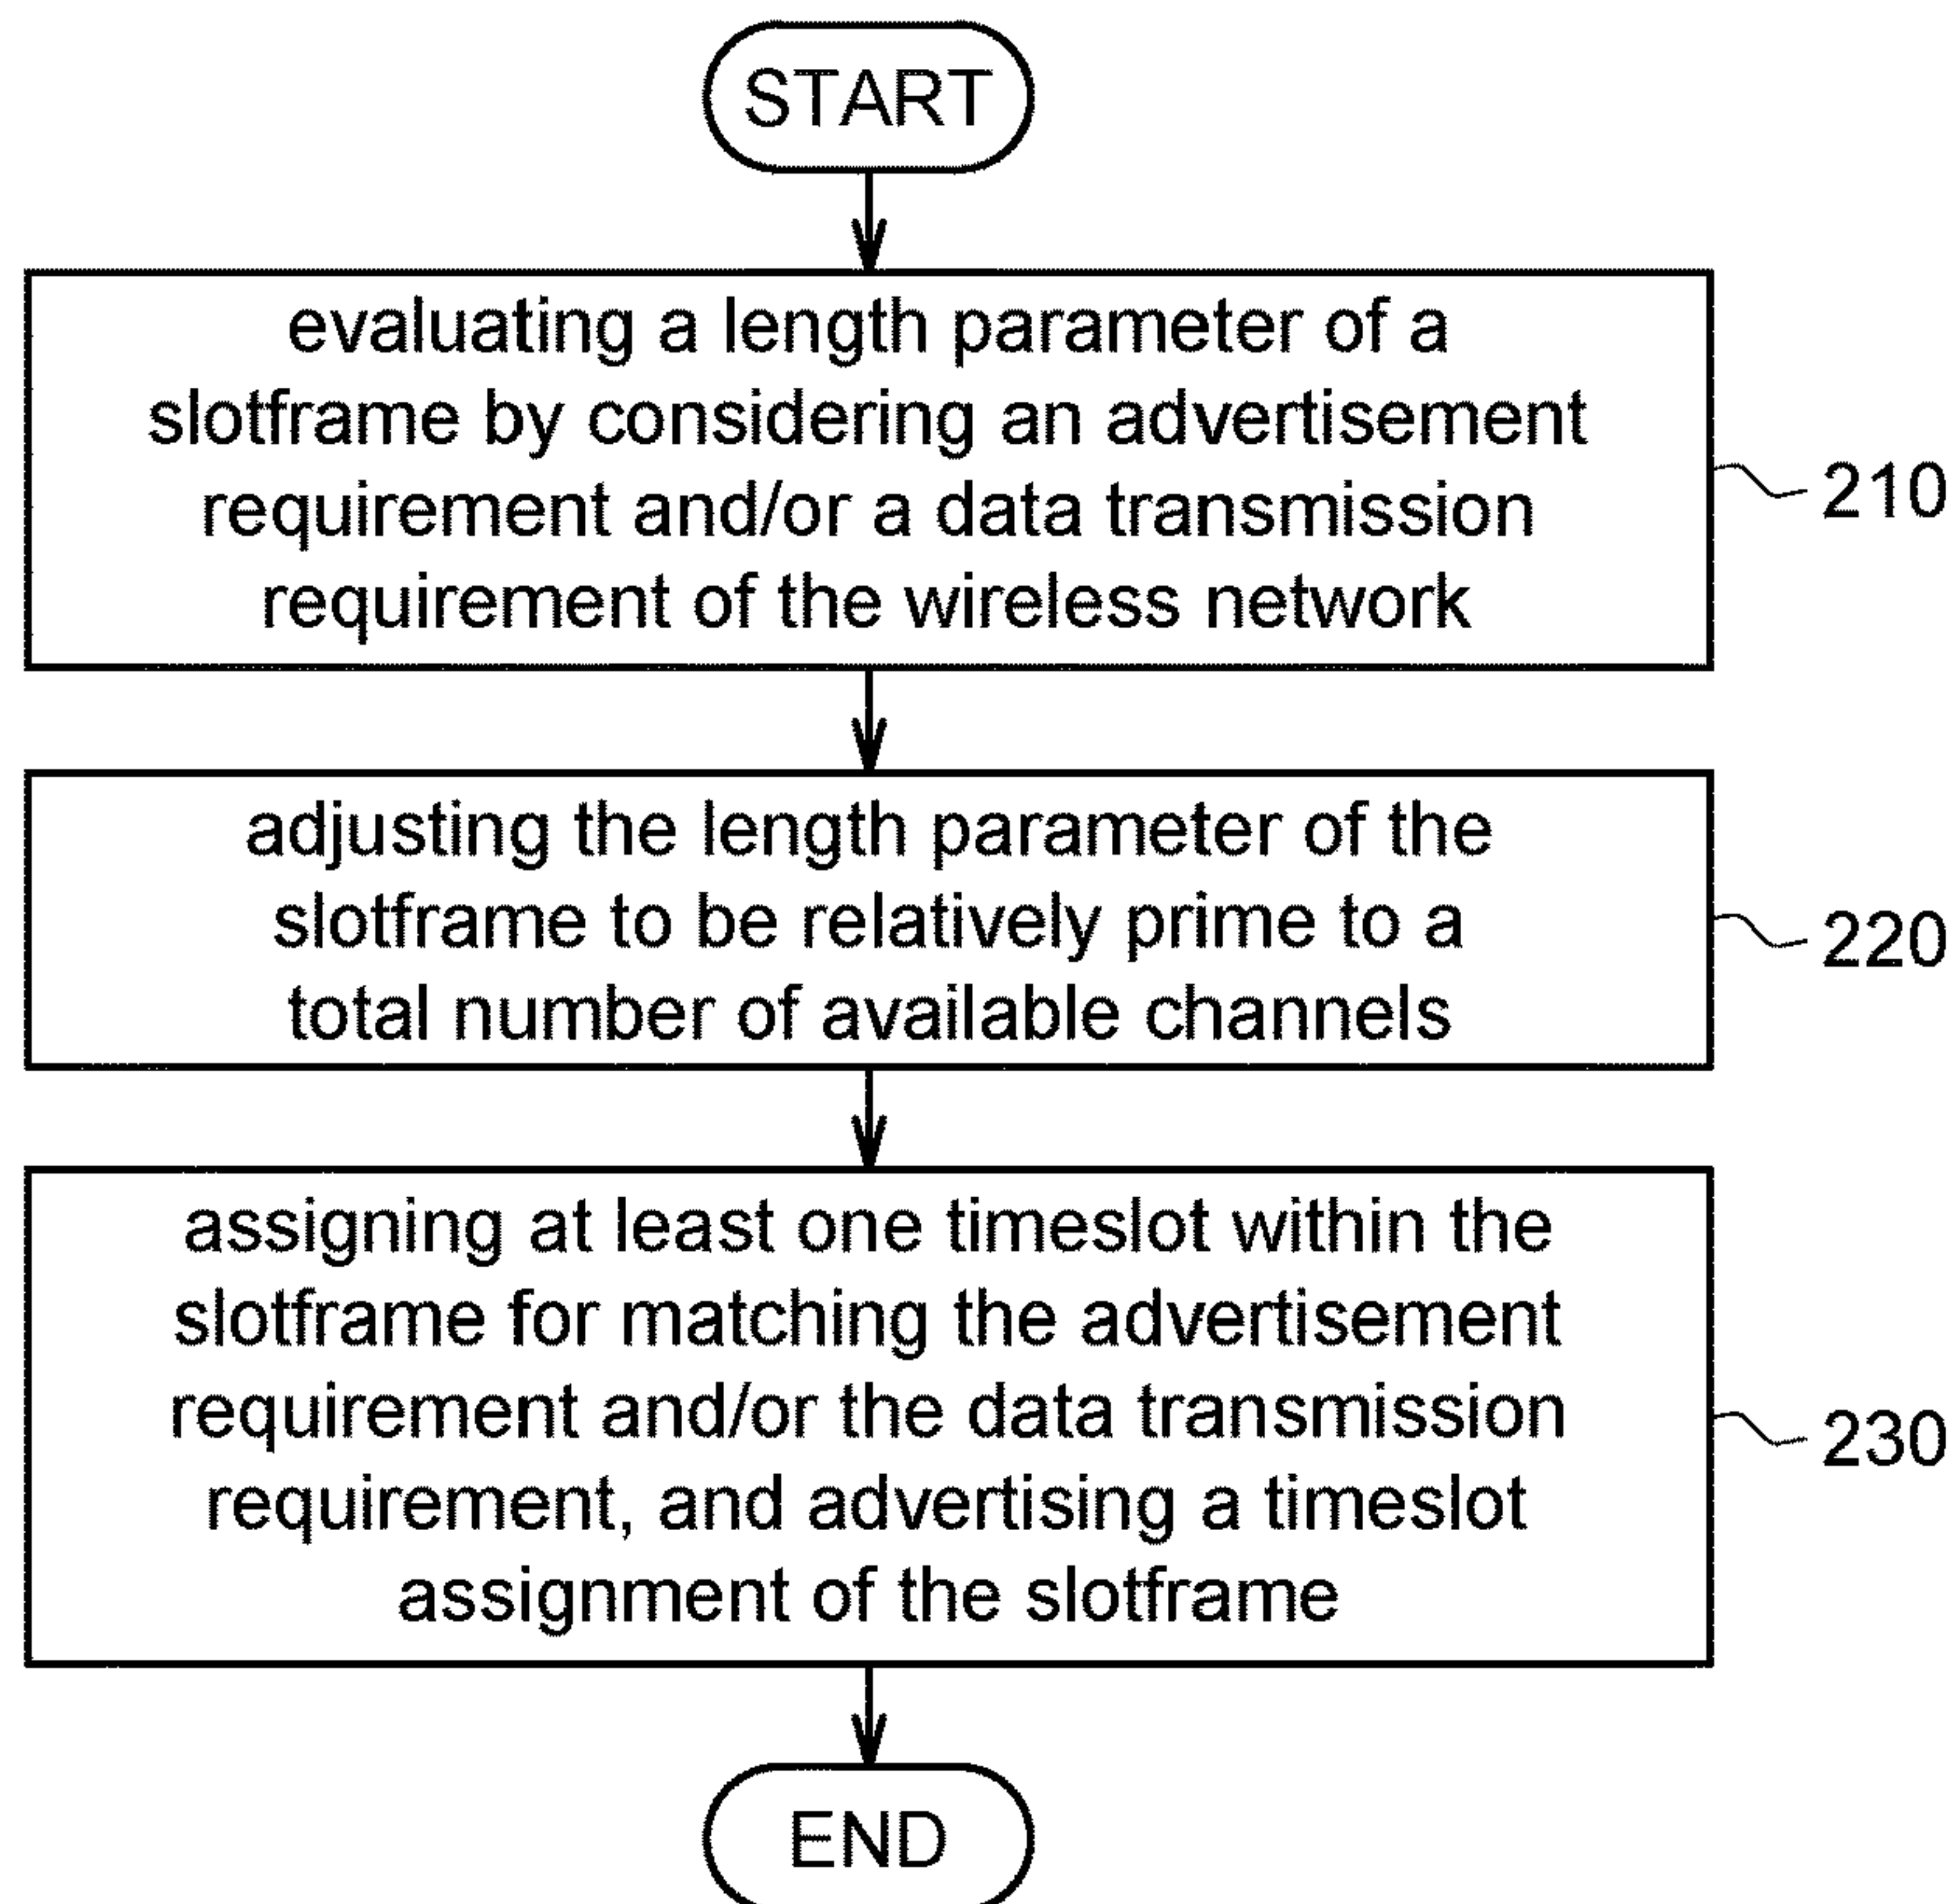 START
evaluating a length parameter of a
slotframe by considering an advertisement
requirement and/or a data transmission
requirement of the wireless network
210
adjusting the length parameter of the
slotframe to be relatively prime to a
total number of available channels
220
assigning at least one timeslot within the
slotframe for matching the advertisement
requirement and/or the data transmission
requirement, and advertising a timeslot
assignment of the slotframe
230
END